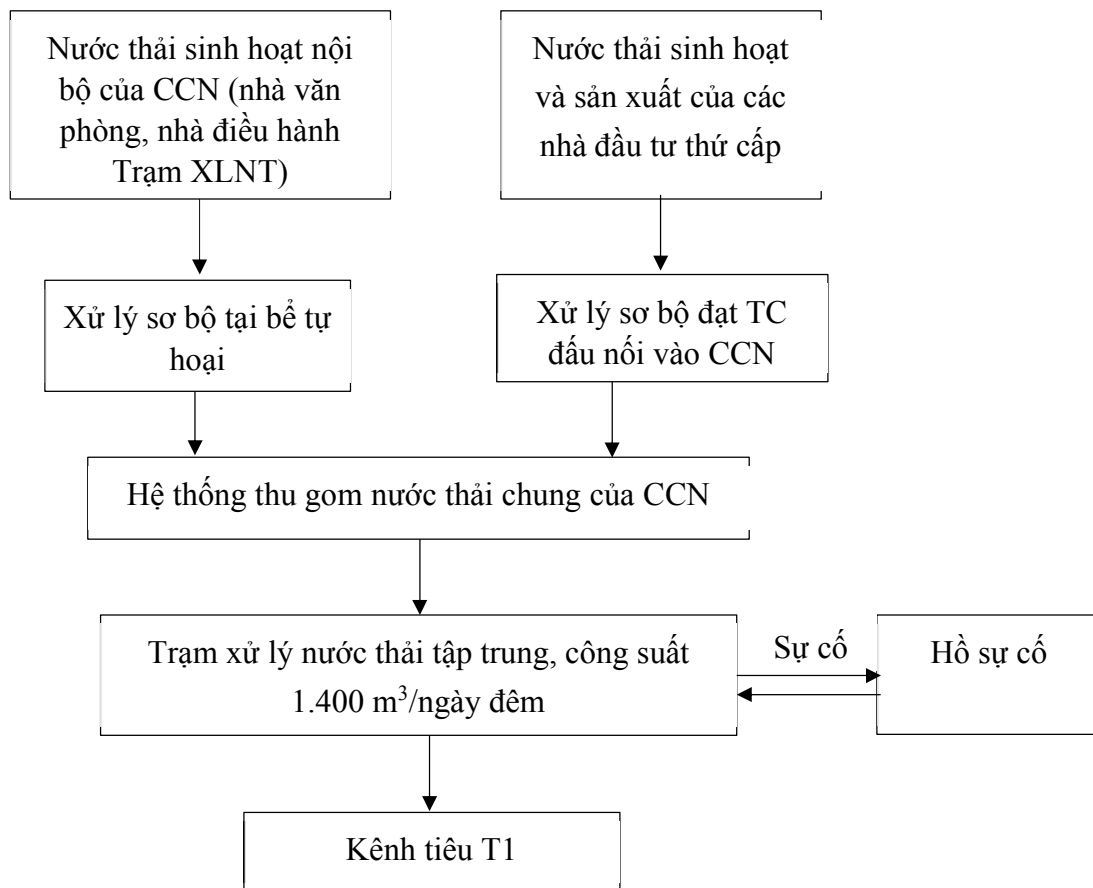 Nước thải sinh hoạt nội
bộ của CCN (nhà văn
phòng, nhà điều hành
Trạm XLNT)
Nước thải sinh hoạt
và sản xuất của các
nhà đầu tư thứ cấp
Xử lý sơ bộ tại bể tự
hoại
Xử lý sơ bộ đạt TC
đấu nối vào CCN
Hệ thống thu gom nước thải chung của CCN
Trạm xử lý nước thải tập trung, công suất
1.400 m³/ngày đêm
Sự cố
Hồ sự cố
Kênh tiêu T1